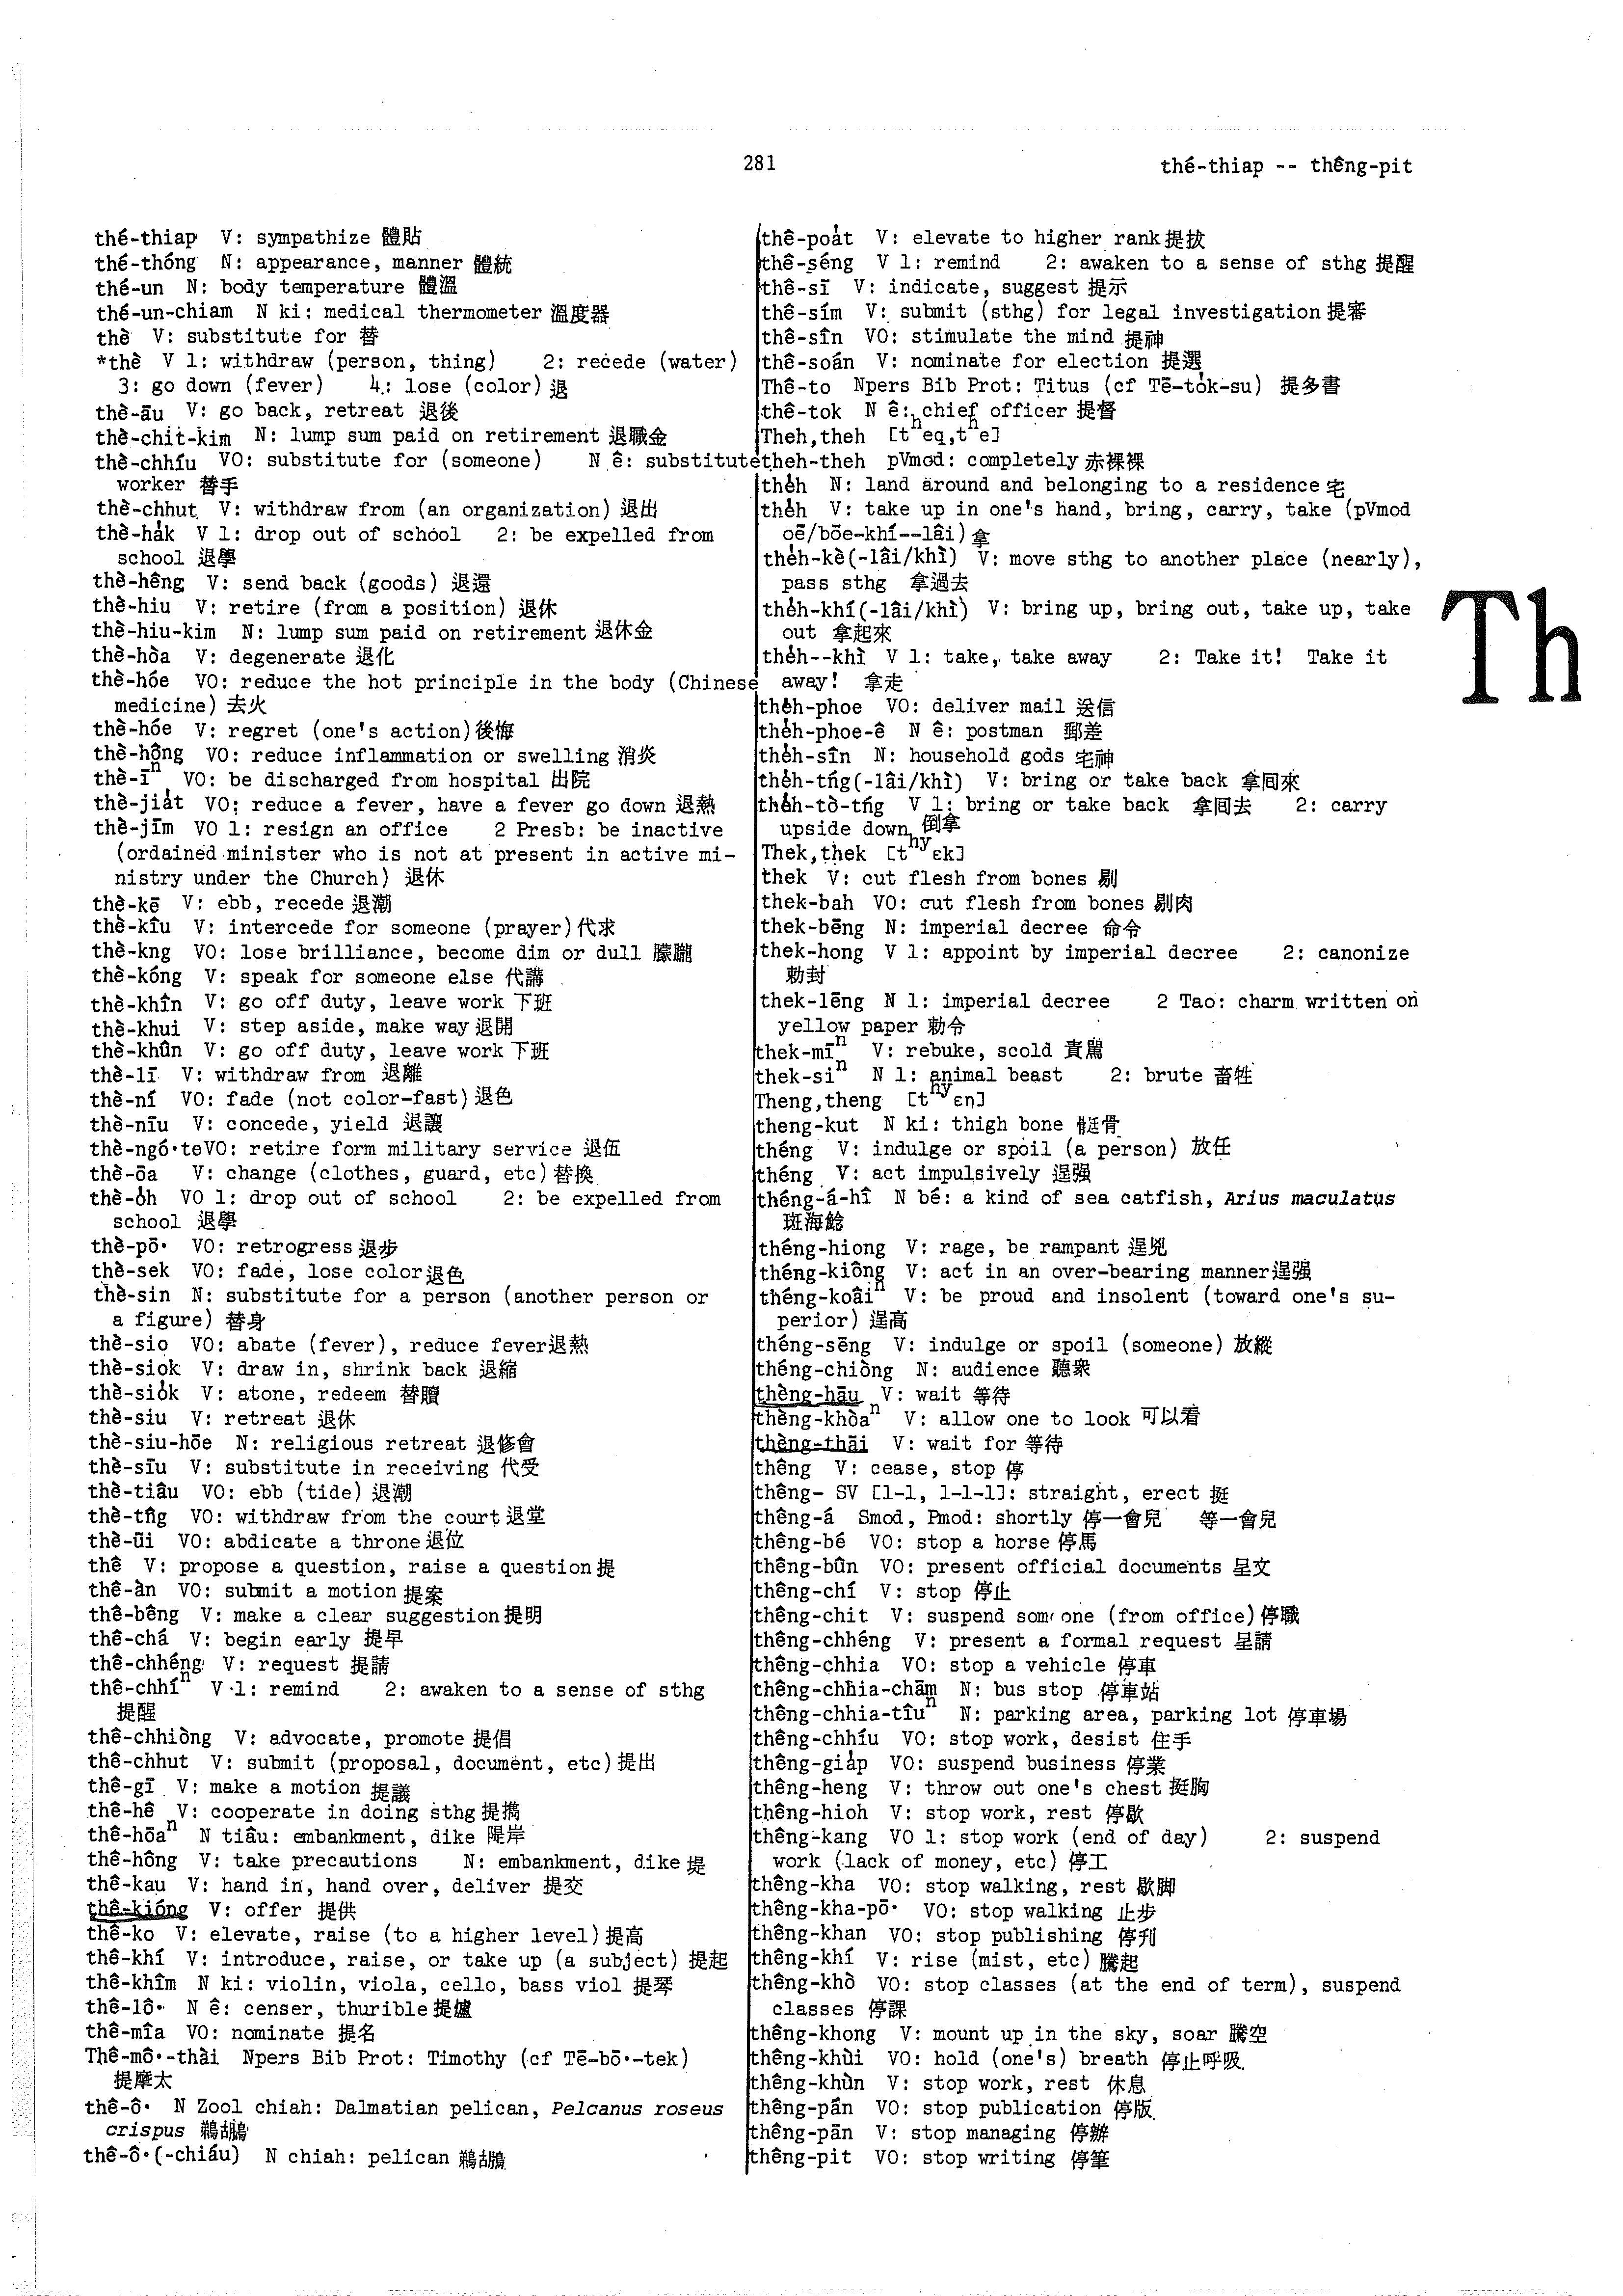 281
thé-thiap -- thêng-pit
thé-thiap V: sympathize 體貼
thé-thóng N: appearance, manner 體統
thé-un N: body temperature 體溫
thé-un-chiam N ki: medical thermometer 溫度器
thè V: substitute for 替
*thè V 1: withdraw (person, thing) 2: recede (water)
3: go down (fever) 4: lose (color) 退
thè-āu V: go back, retreat 退後
thè-chit-kim N: lump sum paid on retirement 退職金
thè-chhíu VO: substitute for (someone) N ê: substitute
worker 替手
thè-chhut V: withdraw from (an organization) 退出
thè-ha̍k V 1: drop out of school 2: be expelled from
school 退學
thè-hêng V: send back (goods) 退還
thè-hiu V: retire (from a position) 退休
thè-hiu-kim N: lump sum paid on retirement 退休金
thè-hòa V: degenerate 退化
thè-hóe VO: reduce the hot principle in the body (Chinese
medicine) 去火
thè-hóe V: regret (one's action) 後悔
thè-hông VO: reduce inflammation or swelling 消炎
thè-īⁿ VO: be discharged from hospital 出院
thè-jia̍t VO: reduce a fever, have a fever go down 退熱
thè-jīm VO 1: resign an office 2 Presb: be inactive
(ordained minister who is not at present in active mi-
nistry under the Church) 退休
thè-kē V: ebb, recede 退潮
thè-kîu V: intercede for someone (prayer) 代求
thè-kng VO: lose brilliance, become dim or dull 朦朧
thè-kóng V: speak for someone else 代講
thè-khîn V: go off duty, leave work 下班
thè-khui V: step aside, make way 退開
thè-khûn V: go off duty, leave work 下班
thè-lī V: withdraw from 退離
thè-ní VO: fade (not color-fast) 退色
thè-nīu V: concede, yield 退讓
thè-ngó͘-teVO: retire form military service 退伍
thè-ōa V: change (clothes, guard, etc) 替換
thè-o̍h VO 1: drop out of school 2: be expelled from
school 退學
thè-pō͘ VO: retrogress 退步
thè-sek VO: fade, lose color 退色
thè-sin N: substitute for a person (another person or
a figure) 替身
thè-sio VO: abate (fever), reduce fever 退熱
thè-siok V: draw in, shrink back 退縮
thè-sio̍k V: atone, redeem 替贖
thè-siu V: retreat 退休
thè-siu-hōe N: religious retreat 退修會
thè-sīu V: substitute in receiving 代受
thè-tiâu VO: ebb (tide) 退潮
thè-tn̂g VO: withdraw from the court 退堂
thè-ūi VO: abdicate a throne 退位
thê V: propose a question, raise a question 提
thê-àn VO: submit a motion 提案
thê-bêng V: make a clear suggestion 提明
thê-chá V: begin early 提早
thê-chhéng V: request 提請
thê-chhíⁿ V 1: remind 2: awaken to a sense of sthg
提醒
thê-chhiòng V: advocate, promote 提倡
thê-chhut V: submit (proposal, document, etc) 提出
thê-gī V: make a motion 提議
thê-hê V: cooperate in doing sthg 提携
thê-hōaⁿ N tiâu: embankment, dike 隄岸
thê-hông V: take precautions N: embankment, dike 提
thê-kau V: hand in, hand over, deliver 提交
thê-kiong V: offer 提供
thê-ko V: elevate, raise (to a higher level) 提高
thê-khí V: introduce, raise, or take up (a subject) 提起
thê-khîm N ki: violin, viola, cello, bass viol 提琴
thê-lô͘ N ê: censer, thurible 提爐
thê-mîa VO: nominate 提名
Thê-mô͘-thài Npers Bib Prot: Timothy (cf Tē-bō͘-tek)
提摩太
thê-ô͘ N Zool chiah: Dalmatian pelican, Pelcanus roseus
crispus 鵜鶘
thê-ô͘(-chiáu) N chiah: pelican 鵜鶘
thê-poa̍t V: elevate to higher rank 提拔
thê-séng V 1: remind 2: awaken to a sense of sthg 提醒
thê-sī V: indicate, suggest 提示
thê-sím V: submit (sthg) for legal investigation 提審
thê-sîn VO: stimulate the mind 提神
thê-soán V: nominate for election 提選
Thê-to Npers Bib Prot: Titus (cf Tē-to̍k-su) 提多書
thê-tok N ê: chief officer 提督
Theh,theh [tʰeq,tʰe]
theh-theh pVmod: completely 赤裸裸
the̍h N: land around and belonging to a residence 宅
the̍h V: take up in one's hand, bring, carry, take (pVmod
oē/bōe-khí--lâi) 拿
the̍h-kè(-lâi/khì) V: move sthg to another place (nearly),
pass sthg 拿過去
the̍h-khí(-lâi/khì) V: bring up, bring out, take up, take
out 拿起來
the̍h--khì V 1: take, take away 2: Take it! Take it
away! 拿走
the̍h-phoe VO: deliver mail 送信
the̍h-phoe-ê N ê: postman 郵差
the̍h-sîn N: household gods 宅神
the̍h-tńg(-lâi/khì) V: bring or take back 拿回來
the̍h-tò-tńg V 1: bring or take back 拿回去 2: carry
upside down 倒拿
Thek,thek [tʰʸɛk]
thek V: cut flesh from bones 剔
thek-bah VO: cut flesh from bones 剔肉
thek-bēng N: imperial decree 命令
thek-hong V 1: appoint by imperial decree 2: canonize
勅封
thek-lēng N 1: imperial decree 2 Tao: charm written on
yellow paper 勅令
thek-mīⁿ V: rebuke, scold 責罵
thek-siⁿ N 1: animal beast 2: brute 畜牲
Theng,theng [tʰʸɛŋ]
theng-kut N ki: thigh bone 骹骨
théng V: indulge or spoil (a person) 放任
théng V: act impulsively 逞强
théng-á-hî N bé: a kind of sea catfish, Arius maculatus
斑海鯰
théng-hiong V: rage, be rampant 逞兇
théng-kiông V: act in an over-bearing manner 逞强
théng-koâiⁿ V: be proud and insolent (toward one's su-
perior) 逞高
théng-sēng V: indulge or spoil (someone) 放縱
thèng-chiòng N: audience 聽衆
thèng-hāu V: wait 等待
thèng-khòaⁿ V: allow one to look 可以看
thèng-thāi V: wait for 等待
thêng V: cease, stop 停
thêng- SV [1-1, 1-1-1]: straight, erect 挺
thêng-á Smod, Pmod: shortly 停一會兒 等一會兒
thêng-bé VO: stop a horse 停馬
thêng-bûn VO: present official documents 呈文
thêng-chí V: stop 停止
thêng-chit V: suspend som one (from office) 停職
thêng-chhéng V: present a formal request 呈請
thêng-chhia VO: stop a vehicle 停車
thêng-chhia-chām N: bus stop 停車站
thêng-chhia-tîuⁿ N: parking area, parking lot 停車場
thêng-chhíu VO: stop work, desist 住手
thêng-gia̍p VO: suspend business 停業
thêng-heng V: throw out one's chest 挺胸
thêng-hioh V: stop work, rest 停歇
thêng-kang VO 1: stop work (end of day) 2: suspend
work (lack of money, etc) 停工
thêng-kha VO: stop walking, rest 歇脚
thêng-kha-pō͘ VO: stop walking 止步
thêng-khan VO: stop publishing 停刋
thêng-khí V: rise (mist, etc) 騰起
thêng-khò VO: stop classes (at the end of term), suspend
classes 停課
thêng-khong V: mount up in the sky, soar 騰空
thêng-khùi VO: hold (one's) breath 停止呼吸
thêng-khùn V: stop work, rest 休息
thêng-pán VO: stop publication 停版
thêng-pān V: stop managing 停辦
thêng-pit VO: stop writing 停筆
Th